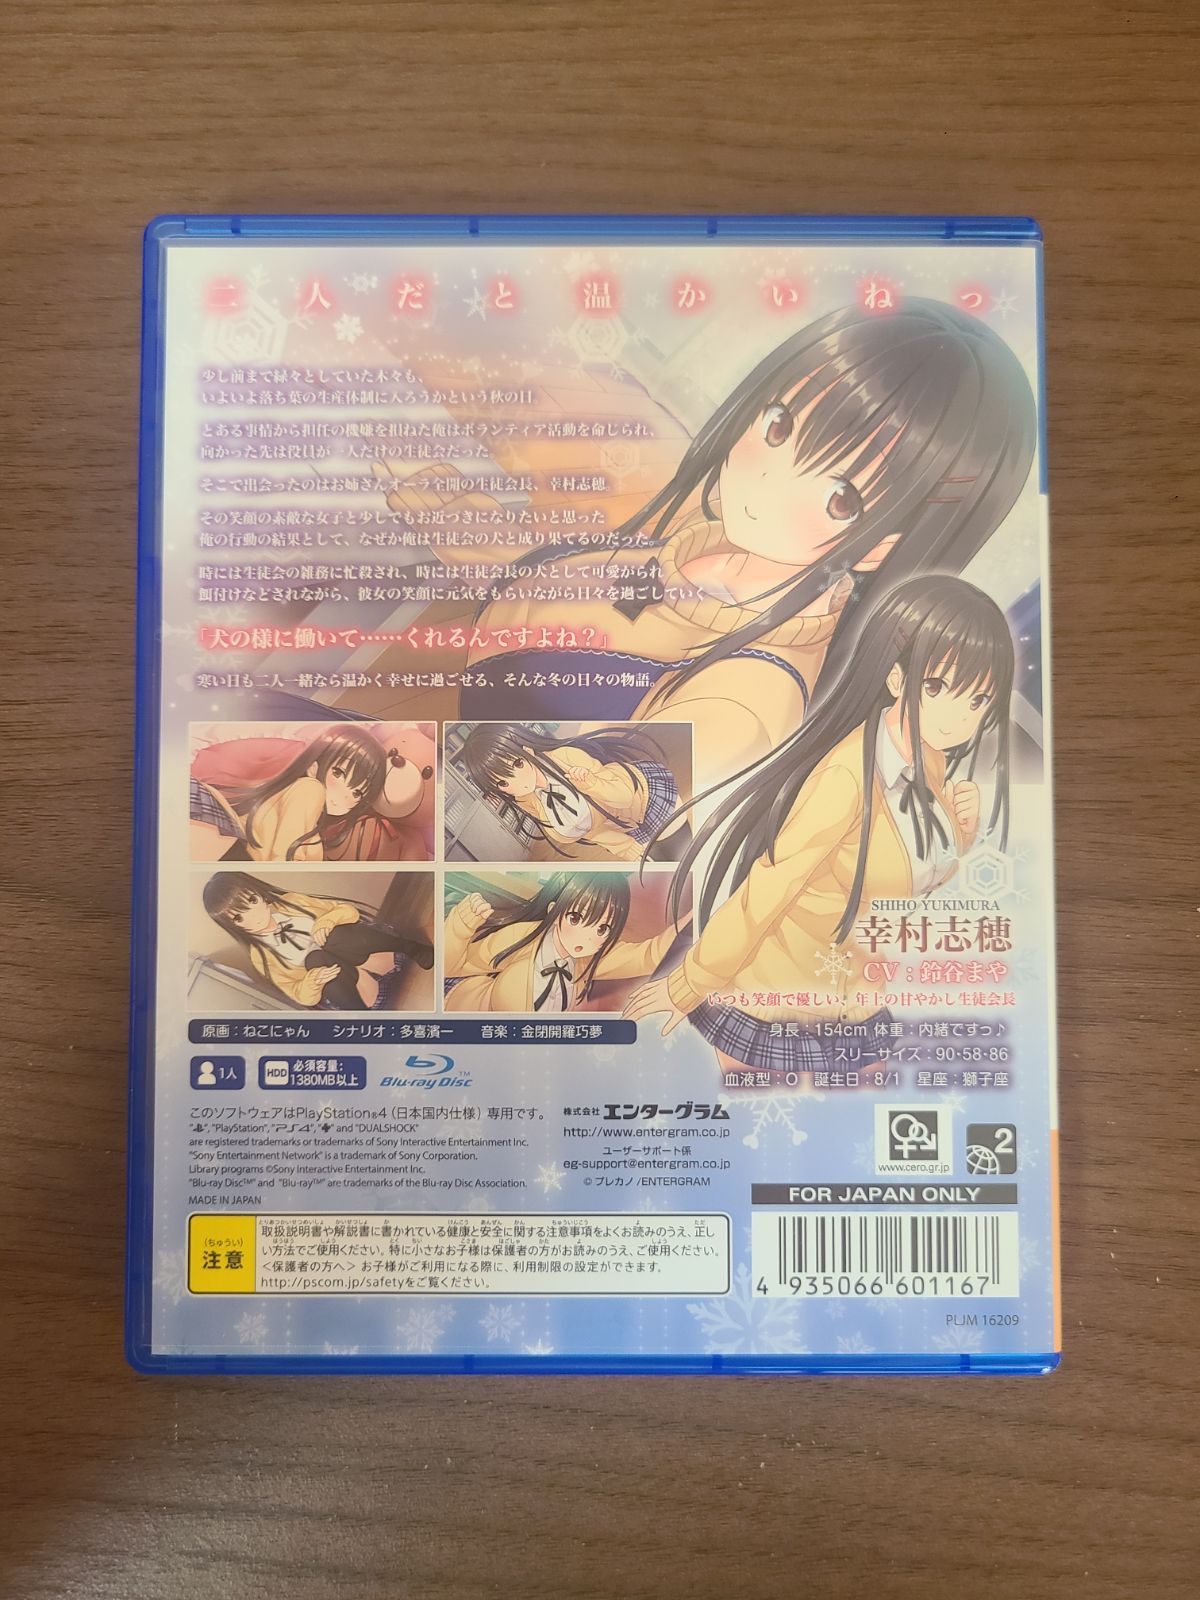 二人だと温かいねっ
少し前まで緑々としていた木々も、
いよいよ落ち葉の生産体制に入ろうかという秋の日。
とある事情から担任の機嫌を担ねた俺はボランティア活動を命じられ、
向かった先は役員が一人だけの生徒会だった。
そこで出会ったのはお姉さんオーラ全開の生徒会長、幸村志穂。
その笑顔の素敵な女子と少しでもお近づきになりたいと思った
俺の行動の結果として、なぜか俺は生徒会の犬と成り果てるのだった。
時には生徒会の雑務に忙殺され、時には生徒会長の犬として可愛がられ
餌付けなどされながら、彼女の笑顔に元気をもらいながら日々を過ごしていく
「犬の様に働いて……くれるんですよね？」
寒い日も二人一緒なら温かく幸せに過ごせる、そんな冬の日々の物語。
SHIHO YUKIMURA
幸村志穂
CV：鈴谷まや
いつも笑顔で優しい、年上の甘やかし生徒会長
身長：154cm 体重：内緒ですっ♪
スリーサイズ：90・58・86
血液型：O 誕生日：8/1 星座：獅子座
原画：ねこにゃん シナリオ：多喜濱一 音楽：金閉開羅巧夢
1人
HDD 必須容量：
1380MB以上
Blu-ray Disc™
このソフトウェアはPlayStation®4（日本国内仕様）専用です。
"PlayStation", "PS4", and "DUALSHOCK"
are registered trademarks or trademarks of Sony Interactive Entertainment Inc.
"Sony Entertainment Network" is a trademark of Sony Corporation.
Library programs ©Sony Interactive Entertainment Inc.
"Blu-ray Disc™" and "Blu-ray™" are trademarks of the Blu-ray Disc Association.
MADE IN JAPAN
株式会社 エンターグラム
http://www.entergram.co.jp
ユーザーサポート係
eg-support@entergram.co.jp
© プレカノ/ENTERGRAM
www.cero.gr.jp
2
FOR JAPAN ONLY
（ちゅうい）
注意
取扱説明書や解説書に書かれている健康と安全に関する注意事項をよくお読みのうえ、正し
い方法でご使用ください。特に小さなお子様は保護者の方がお読みのうえ、ご使用ください。
＜保護者の方へ＞ お子様がご利用になる際に、利用制限の設定ができます。
http://pscom.jp/safetyをご覧ください。
4 935066 601167
PLJM 16209